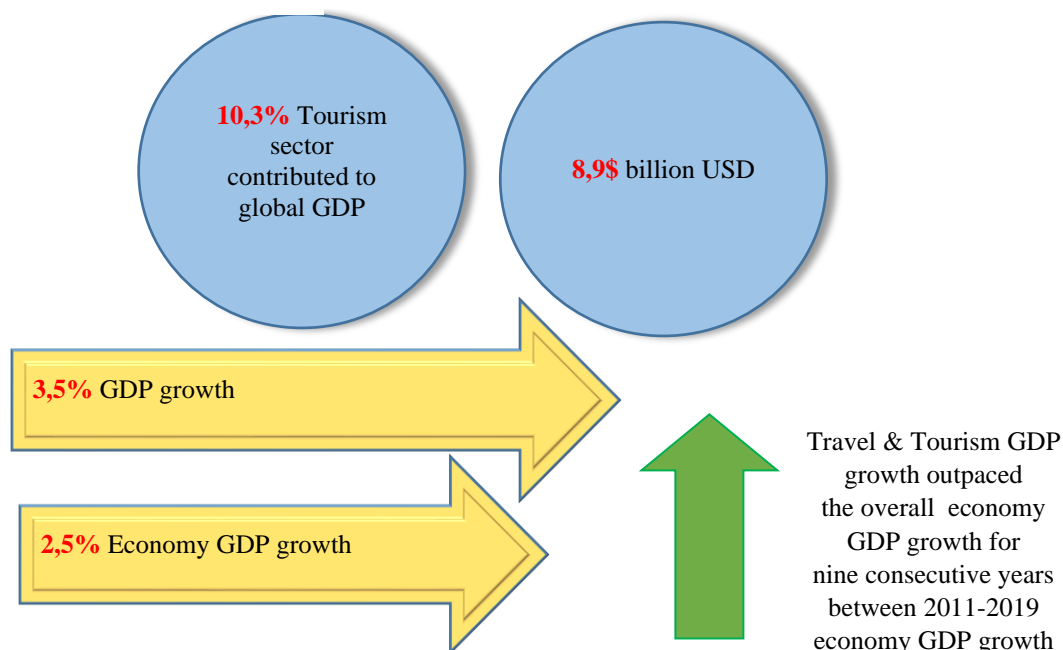 10,3% Tourism
sector
contributed to
global GDP
8,9$ billion USD
3,5% GDP growth
2,5% Economy GDP growth
Travel & Tourism GDP
growth outpaced
the overall economy
GDP growth for
nine consecutive years
between 2011-2019
economy GDP growth